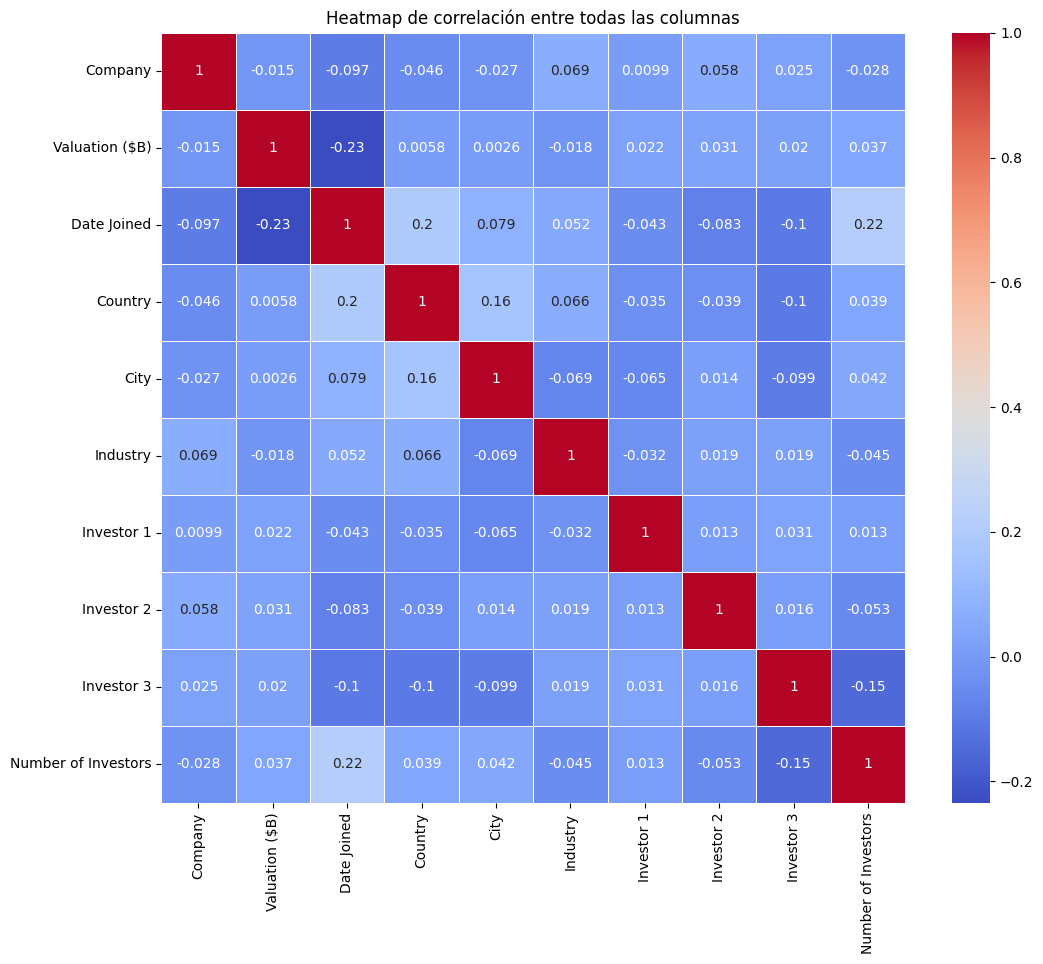 Heatmap de correlación entre todas las columnas
Company 1 -0.015 -0.097 -0.046 -0.027 0.069 0.0099 0.058 0.025 -0.028
Valuation ($B) -0.015 1 -0.23 0.0058 0.0026 -0.018 0.022 0.031 0.02 0.037
Date Joined -0.097 -0.23 1 0.2 0.079 0.052 -0.043 -0.083 -0.1 0.22
Country -0.046 0.0058 0.2 1 0.16 0.066 -0.035 -0.039 -0.1 0.039
City -0.027 0.0026 0.079 0.16 1 -0.069 -0.065 0.014 -0.099 0.042
Industry 0.069 -0.018 0.052 0.066 -0.069 1 -0.032 0.019 0.019 -0.045
Investor 1 0.0099 0.022 -0.043 -0.035 -0.065 -0.032 1 0.013 0.031 0.013
Investor 2 0.058 0.031 -0.083 -0.039 0.014 0.019 0.013 1 0.016 -0.053
Investor 3 0.025 0.02 -0.1 -0.1 -0.099 0.019 0.031 0.016 1 -0.15
Number of Investors -0.028 0.037 0.22 0.039 0.042 -0.045 0.013 -0.053 -0.15 1
Company
Valuation ($B)
Date Joined
Country
City
Industry
Investor 1
Investor 2
Investor 3
Number of Investors
1.0
0.8
0.6
0.4
0.2
0.0
−0.2